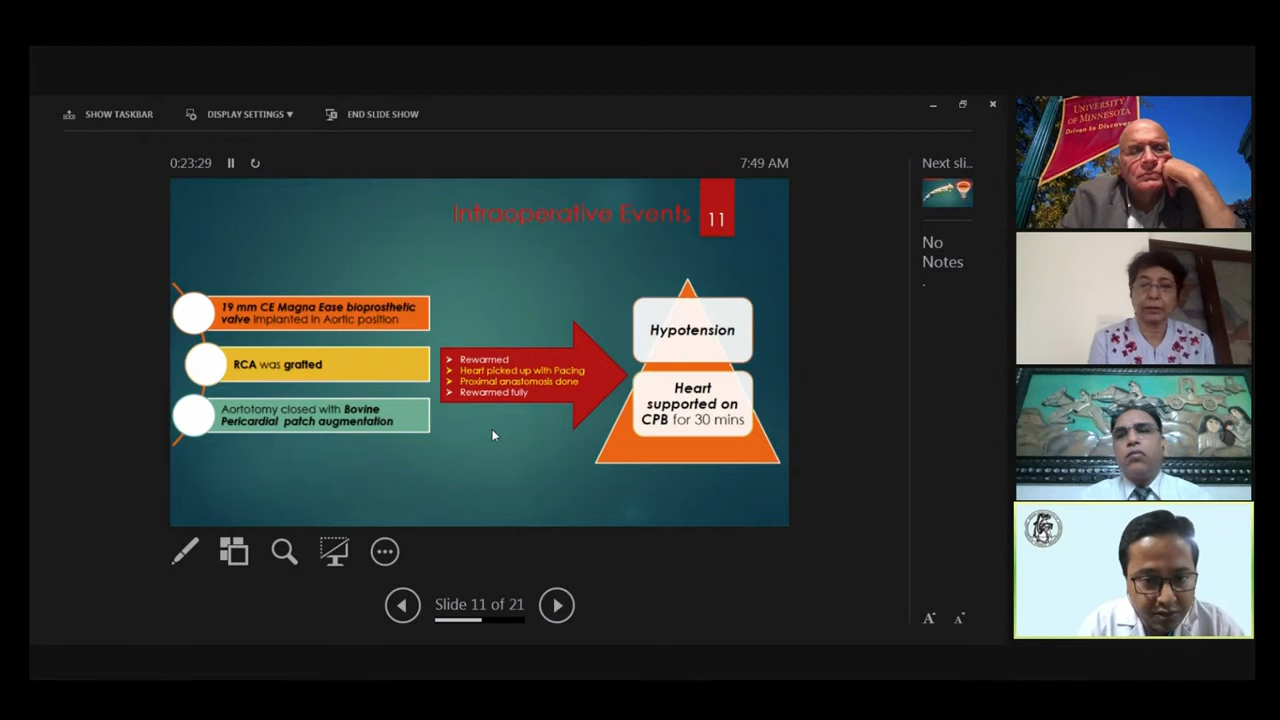 SHOW TASKBAR
DISPLAY SETTINGS ▾
END SLIDE SHOW
0:23:29
7:49 AM
Intraoperative Events
11
19 mm CE Magna Ease bioprosthetic
valve implanted in Aortic position
RCA was grafted
Aortotomy closed with Bovine
Pericardial patch augmentation
Rewarmed
Heart picked up with Pacing
Proximal anastomosis done
Rewarmed fully
Hypotension
Heart
supported on
CPB for 30 mins
Slide 11 of 21
Next sli...
No
Notes
.
A A
UNIVERSITY
OF MINNESOTA
Driven to Discover